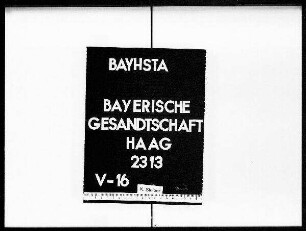 BAYHSTA
BAYERISCHE
GESANDTSCHAFT
HAAG
2313
V-16